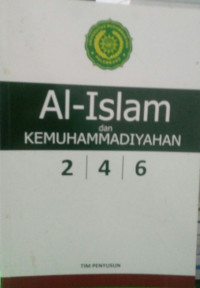 Al-Islam
dan
KEMUHAMMADIYAHAN
2 | 4 | 6
TIM PENYUSUN